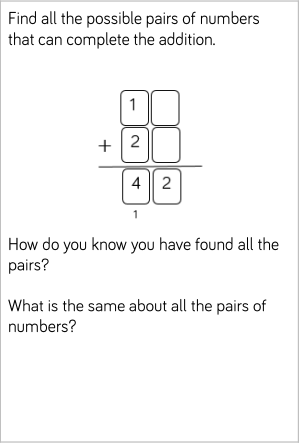 Find all the possible pairs of numbers
that can complete the addition.
1
+ 2
4 2
1
How do you know you have found all the
pairs?
What is the same about all the pairs of
numbers?